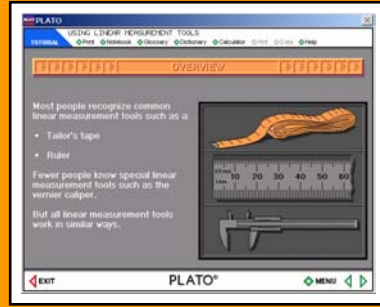 PLATO
USING LINEAR MEASUREMENT TOOLS
TUTORIAL Print Notebook Glossary Dictionary Calculator Hint Data Help
OVERVIEW
Most people recognize common
linear measurement tools such as a:
• Tailor's tape
• Ruler
Fewer people know special linear
measurement tools such as the
vernier caliper.
But all linear measurement tools
work in similar ways.
10 20 30 40 50 60
EXIT PLATO® MENU